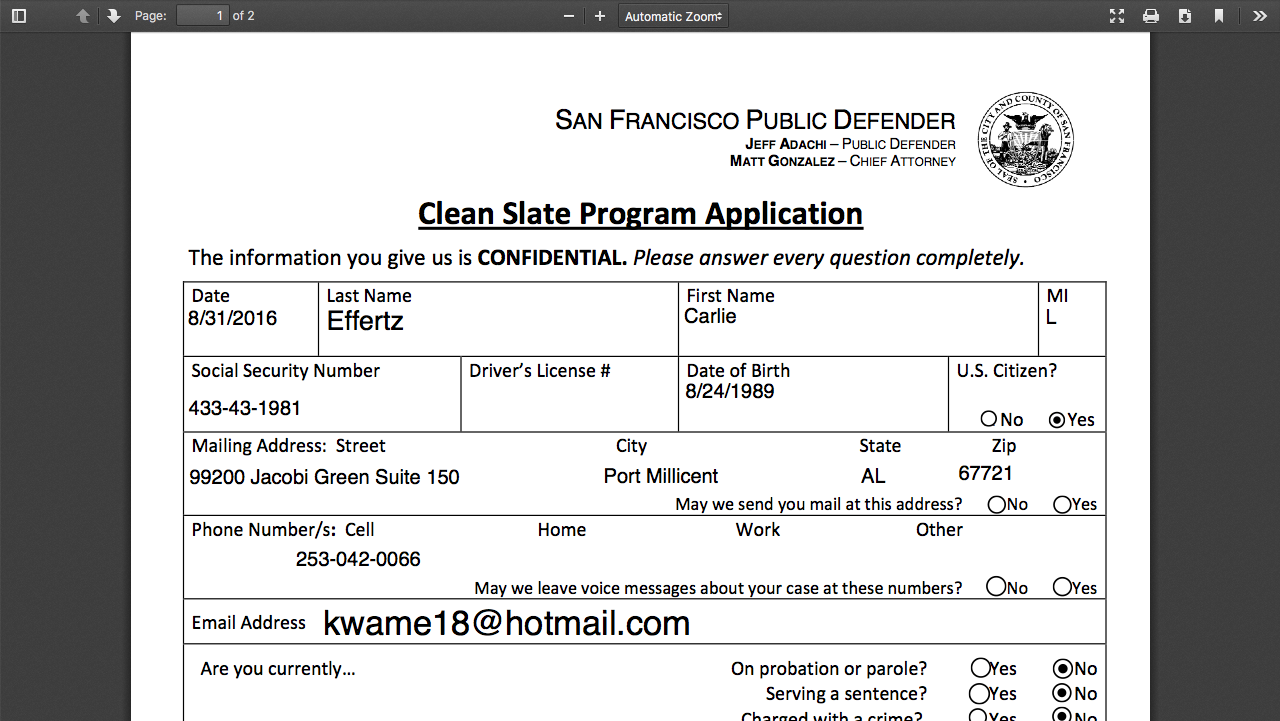 Page: 1 of 2 Automatic Zoom
SAN FRANCISCO PUBLIC DEFENDER
JEFF ADACHI – PUBLIC DEFENDER
MATT GONZALEZ – CHIEF ATTORNEY
SEAL OF THE CITY AND COUNTY OF SAN FRANCISCO
Clean Slate Program Application
The information you give us is CONFIDENTIAL. Please answer every question completely.
Date Last Name First Name MI
8/31/2016 Effertz Carlie L
Social Security Number Driver’s License # Date of Birth U.S. Citizen?
433-43-1981 8/24/1989
No Yes
Mailing Address: Street City State Zip
99200 Jacobi Green Suite 150 Port Millicent AL 67721
May we send you mail at this address? No Yes
Phone Number/s: Cell Home Work Other
253-042-0066
May we leave voice messages about your case at these numbers? No Yes
Email Address kwame18@hotmail.com
Are you currently... On probation or parole? Yes No
Serving a sentence? Yes No
Charged with a crime? Yes No